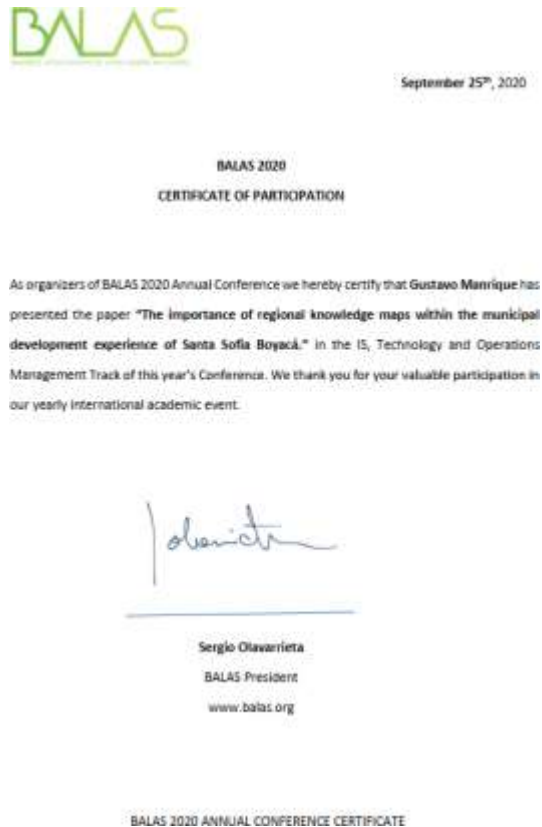 BALAS
September 25th, 2020
BALAS 2020
CERTIFICATE OF PARTICIPATION
As organizers of BALAS 2020 Annual Conference we hereby certify that Gustavo Manrique has
presented the paper "The importance of regional knowledge maps within the municipal
development experience of Santa Sofía Boyacá." in the IS, Technology and Operations
Management Track of this year's Conference. We thank you for your valuable participation in
our yearly international academic event.
Sergio Olavarrieta
BALAS President
www.balas.org
BALAS 2020 ANNUAL CONFERENCE CERTIFICATE